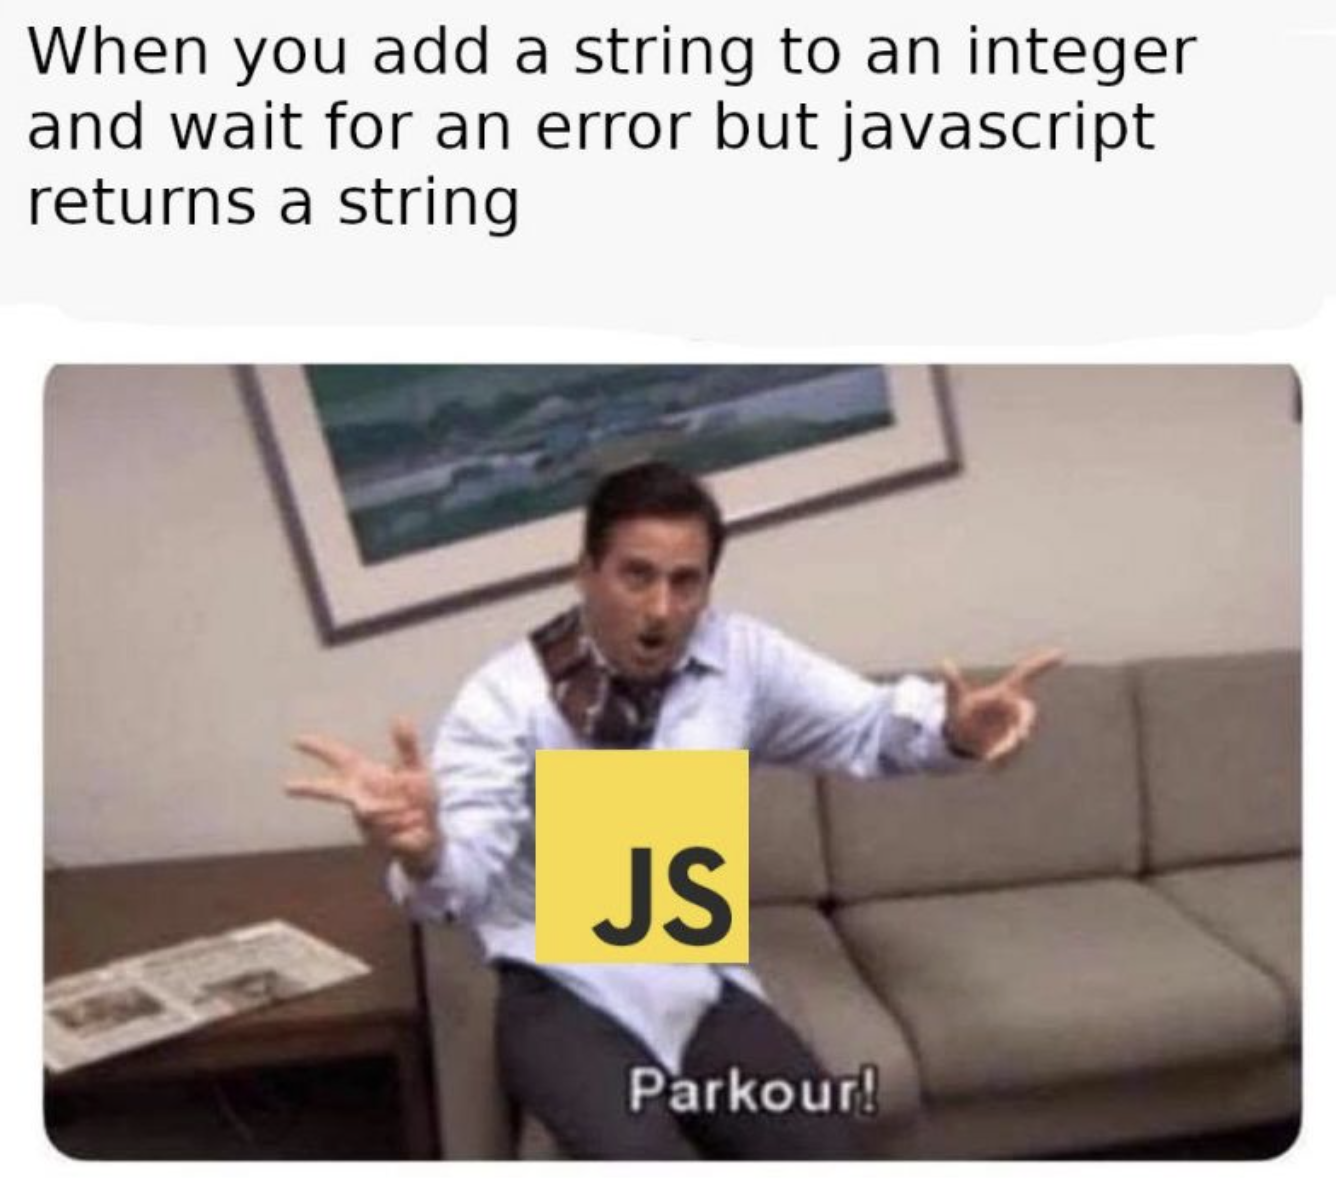 When you add a string to an integer
and wait for an error but javascript
returns a string
JS
Parkour!